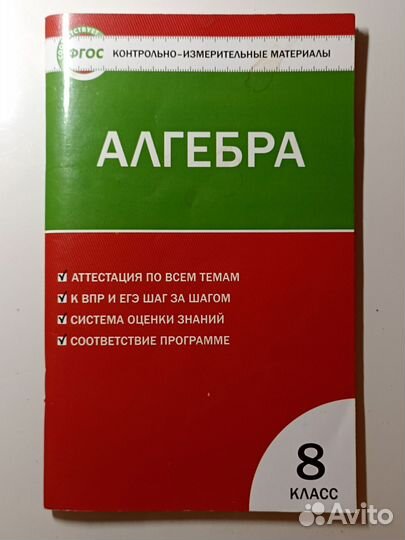 СООТВЕТСТВУЕТ
ФГОС
КОНТРОЛЬНО-ИЗМЕРИТЕЛЬНЫЕ МАТЕРИАЛЫ
АЛГЕБРА
АТТЕСТАЦИЯ ПО ВСЕМ ТЕМАМ
К ВПР И ЕГЭ ШАГ ЗА ШАГОМ
СИСТЕМА ОЦЕНКИ ЗНАНИЙ
СООТВЕТСТВИЕ ПРОГРАММЕ
8
КЛАСС
Avito